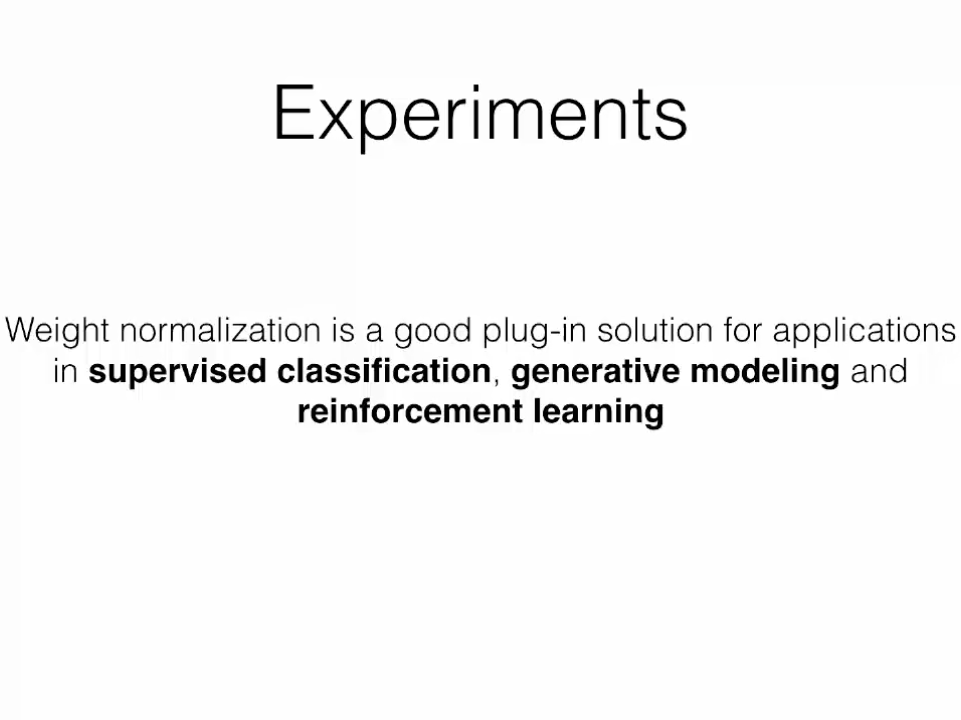 Experiments
Weight normalization is a good plug-in solution for applications
in supervised classification, generative modeling and
reinforcement learning